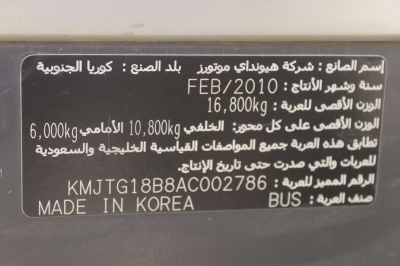 إسم الصانع : شركة هيونداي موتورز بلد الصنع : كوريا الجنوبية
سنة وشهر الأنتاج : FEB/2010
الوزن الأقصى للعربة : 16,800kg
الوزن الأقصى على كل محور: الخلفي 10,800kg الأمامي 6,000kg
تطابق هذه العربة جميع المواصفات القياسية الخليجية والسعودية
للعربات والتي صدرت حتى تاريخ الإنتاج.
الرقم المميز للعربة : KMJTG18B8AC002786
صنف العربة : BUS MADE IN KOREA